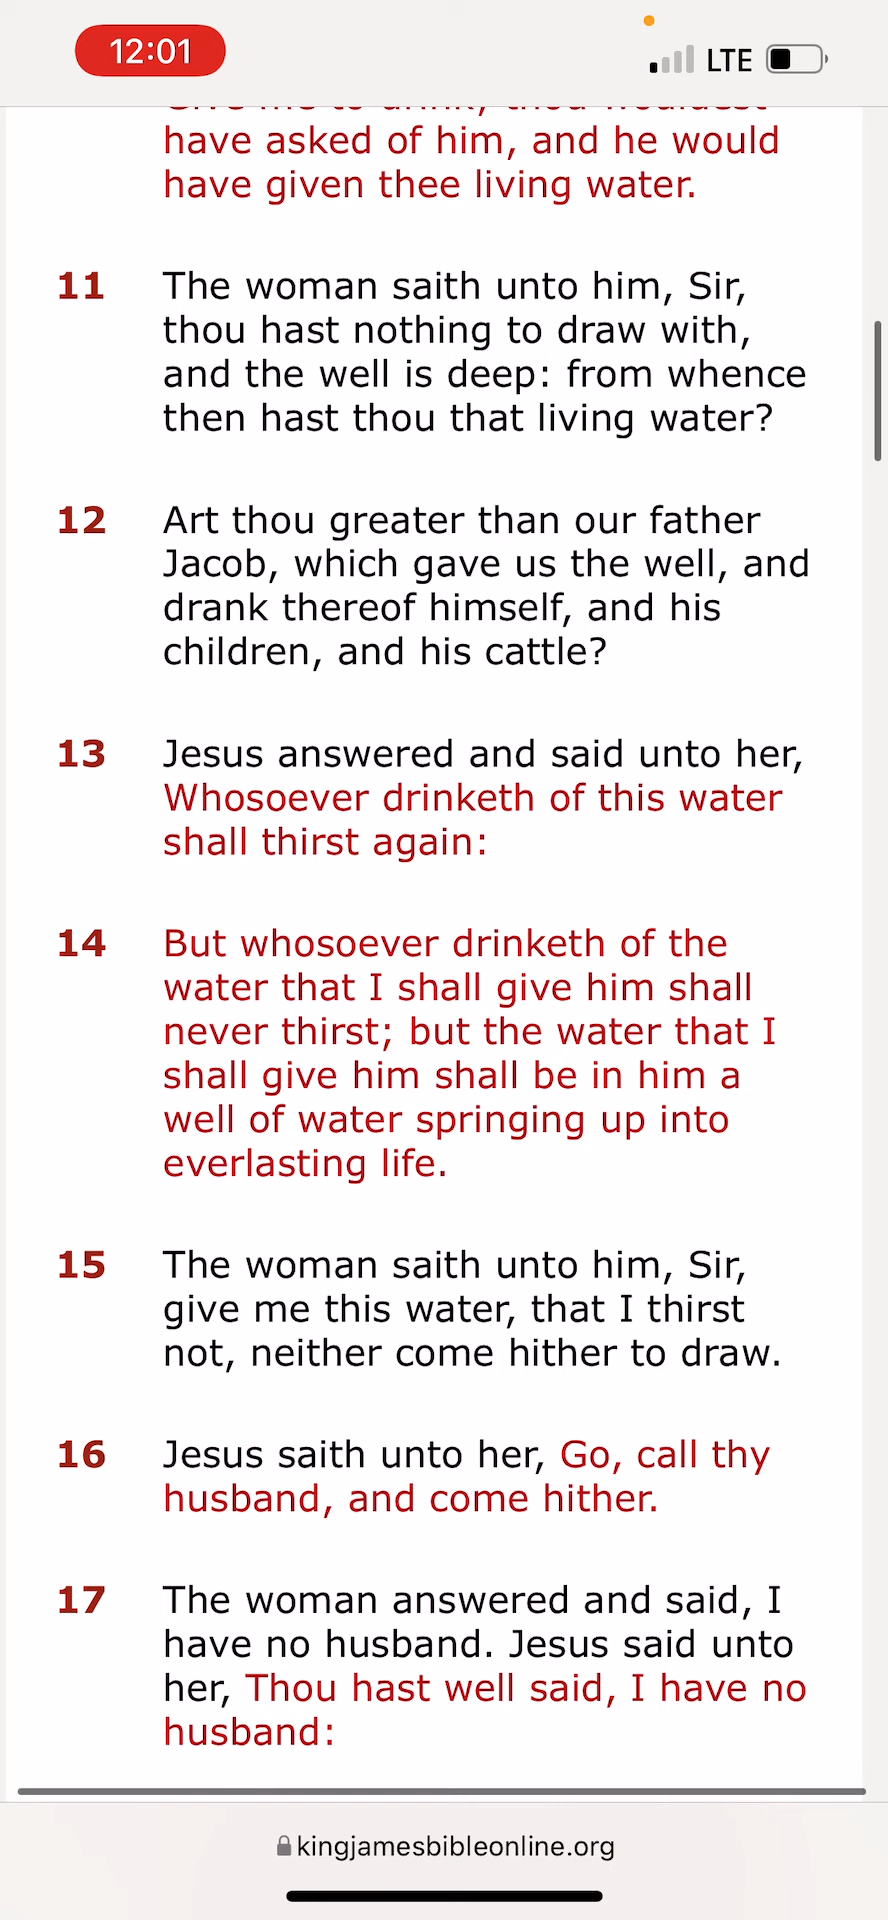 12:01
LTE
have asked of him, and he would
have given thee living water.
11 The woman saith unto him, Sir,
thou hast nothing to draw with,
and the well is deep: from whence
then hast thou that living water?
12 Art thou greater than our father
Jacob, which gave us the well, and
drank thereof himself, and his
children, and his cattle?
13 Jesus answered and said unto her,
Whosoever drinketh of this water
shall thirst again:
14 But whosoever drinketh of the
water that I shall give him shall
never thirst; but the water that I
shall give him shall be in him a
well of water springing up into
everlasting life.
15 The woman saith unto him, Sir,
give me this water, that I thirst
not, neither come hither to draw.
16 Jesus saith unto her, Go, call thy
husband, and come hither.
17 The woman answered and said, I
have no husband. Jesus said unto
her, Thou hast well said, I have no
husband:
kingjamesbibleonline.org